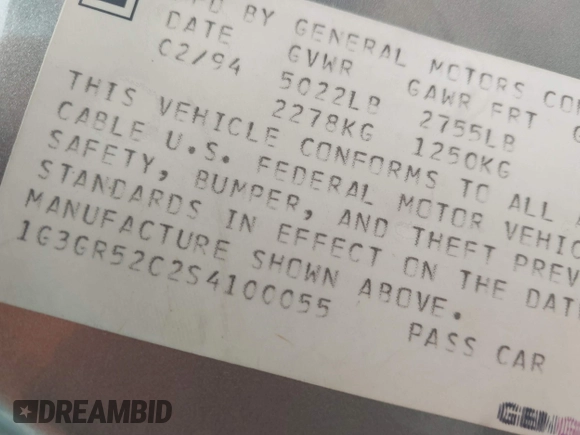 BY GENERAL MOTORS COR
DATE GVWR GAWR FRT
02/94 5022LB 2755LB
2278KG 1250KG
THIS VEHICLE CONFORMS TO ALL A
CABLE U.S. FEDERAL MOTOR VEHIC
SAFETY, BUMPER, AND THEFT PREV
STANDARDS IN EFFECT ON THE DAT
MANUFACTURE SHOWN ABOVE.
1G3GR52C2S4100055 PASS CAR
DREAMBID